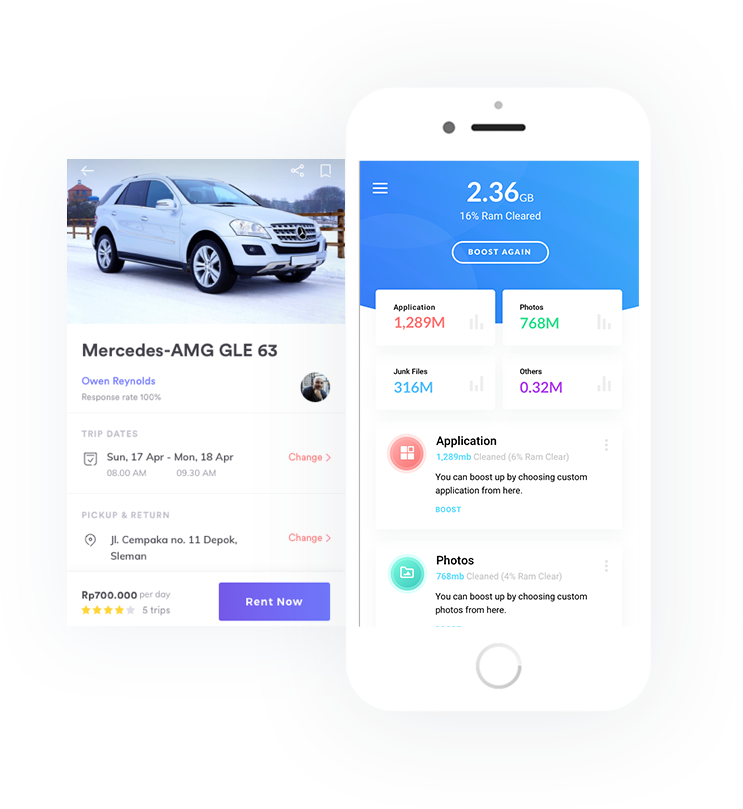 Mercedes-AMG GLE 63
Owen Reynolds
Response rate 100%
TRIP DATES
Sun, 17 Apr - Mon, 18 Apr
Change
08.00 AM 09.30 AM
PICKUP & RETURN
Jl. Cempaka no. 11 Depok,
Sleman
Change
Rp700.000 per day
5 trips
Rent Now
2.36GB
16% Ram Cleared
BOOST AGAIN
Application
1,289M
Photos
768M
Junk Files
316M
Others
0.32M
Application
1,289mb Cleaned (6% Ram Clear)
You can boost up by choosing custom
application from here.
BOOST
Photos
768mb Cleaned (4% Ram Clear)
You can boost up by choosing custom
photos from here.